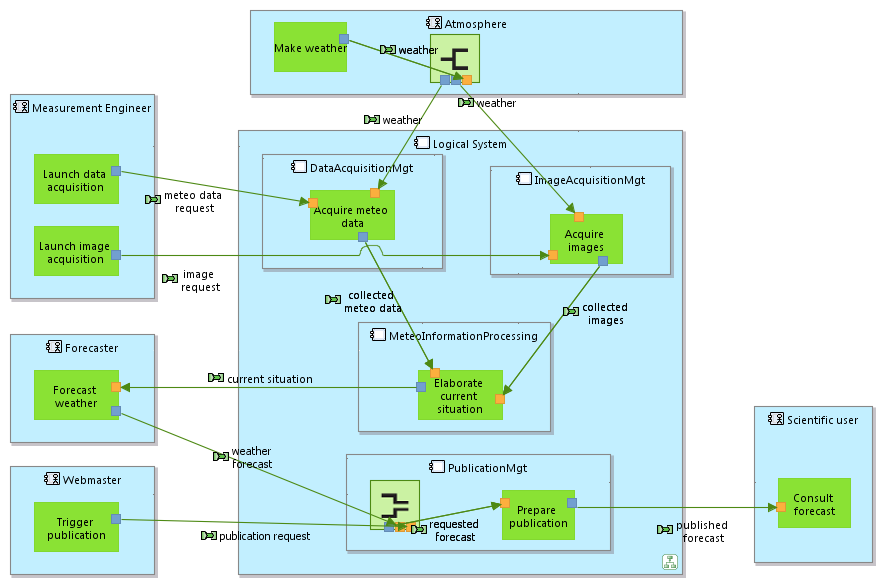 Atmosphere
Make weather
weather
weather
weather
Measurement Engineer
Launch data
acquisition
Launch image
acquisition
meteo data
request
image
request
Logical System
DataAcquisitionMgt
Acquire meteo
data
ImageAcquisitionMgt
Acquire
images
collected
meteo data
collected
images
MeteoInformationProcessing
Elaborate
current
situation
Forecaster
Forecast
weather
current situation
weather
forecast
Webmaster
Trigger
publication
publication request
PublicationMgt
requested
forecast
Prepare
publication
published
forecast
Scientific user
Consult
forecast